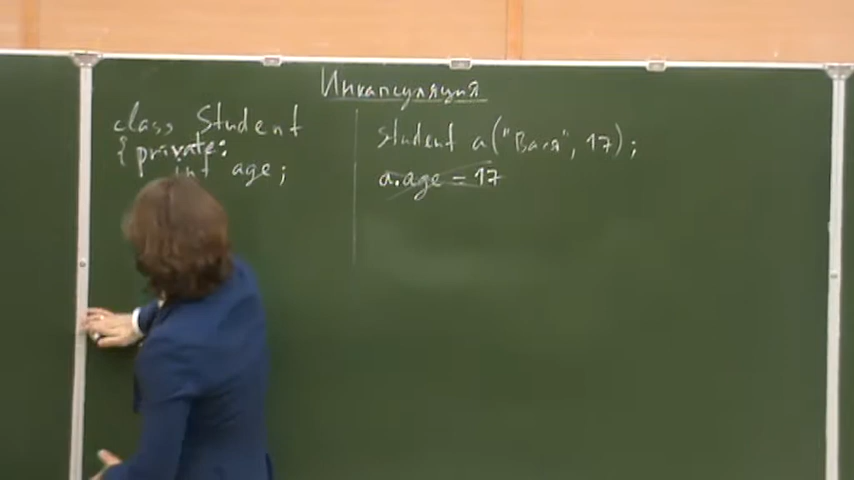 Инкапсуляция
class Student
{ private:
int age;
student a("Вася", 17);
a.age = 17